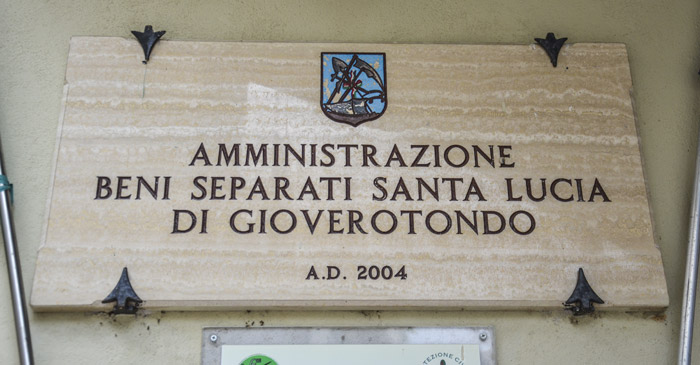 AMMINISTRAZIONE
BENI SEPARATI SANTA LUCIA
DI GIOVEROTONDO
A.D. 2004